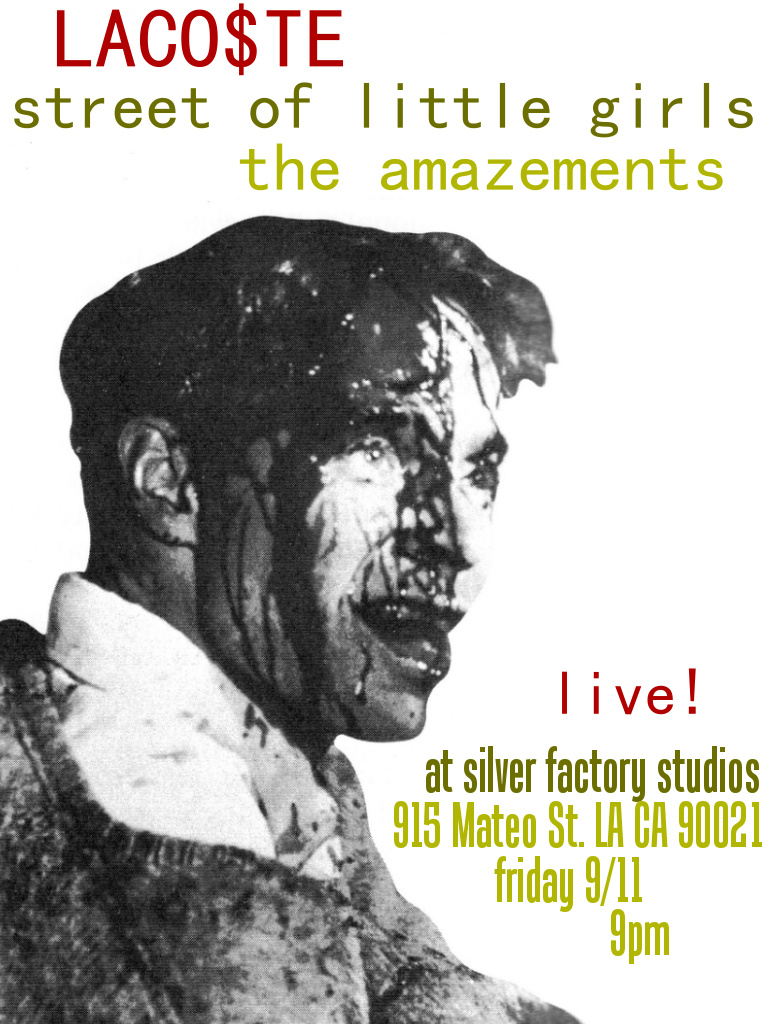 LACO$TE
street of little girls
the amazements
live!
at silver factory studios
915 Mateo St. LA CA 90021
friday 9/11
9pm